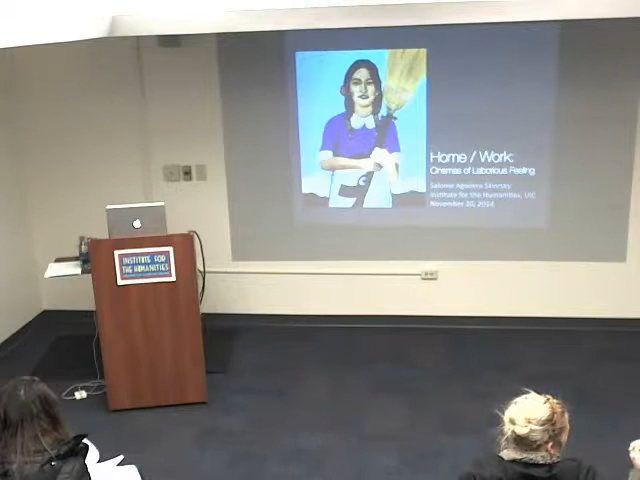 Home / Work:
Cinemas of Laborious Feeling
Salomé Aguilera Skvirsky
Institute for the Humanities, UIC
November 20, 2014
INSTITUTE FOR
THE HUMANITIES